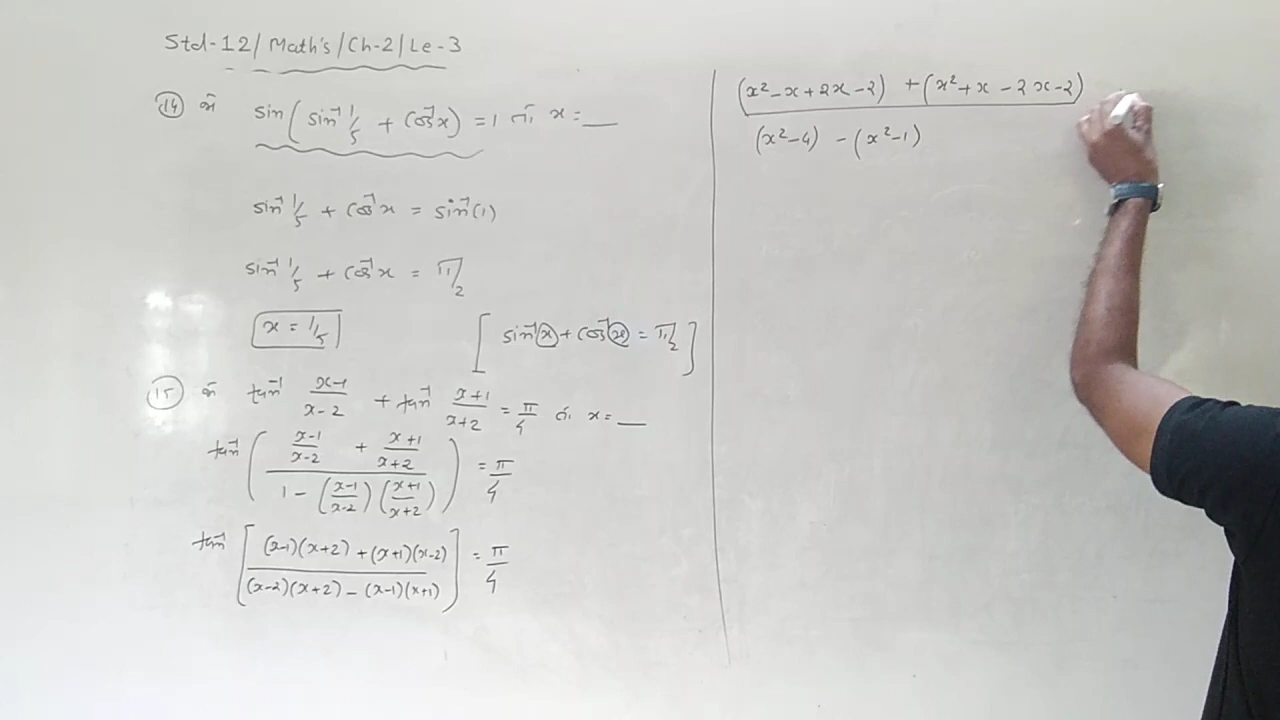 Std-12/ Math's / Ch-2/ Le-3
(14) જો sin(sin⁻¹ 1/5 + cos⁻¹x) = 1 તો x = __
sin⁻¹ 1/5 + cos⁻¹x = sin⁻¹(1)
sin⁻¹ 1/5 + cos⁻¹x = π/2
x = 1/5 [sin⁻¹x + cos⁻¹x = π/2]
(15) જો tan⁻¹ (x-1)/(x-2) + tan⁻¹ (x+1)/(x+2) = π/4 તો x = __
tan⁻¹( ((x-1)/(x-2) + (x+1)/(x+2)) / (1 - ((x-1)/(x-2))((x+1)/(x+2))) ) = π/4
tan⁻¹[ ((x-1)(x+2) + (x+1)(x-2)) / ((x-2)(x+2) - (x-1)(x+1)) ] = π/4
(x² - x + 2x - 2) + (x² + x - 2x - 2)
(x² - 4) - (x² - 1)